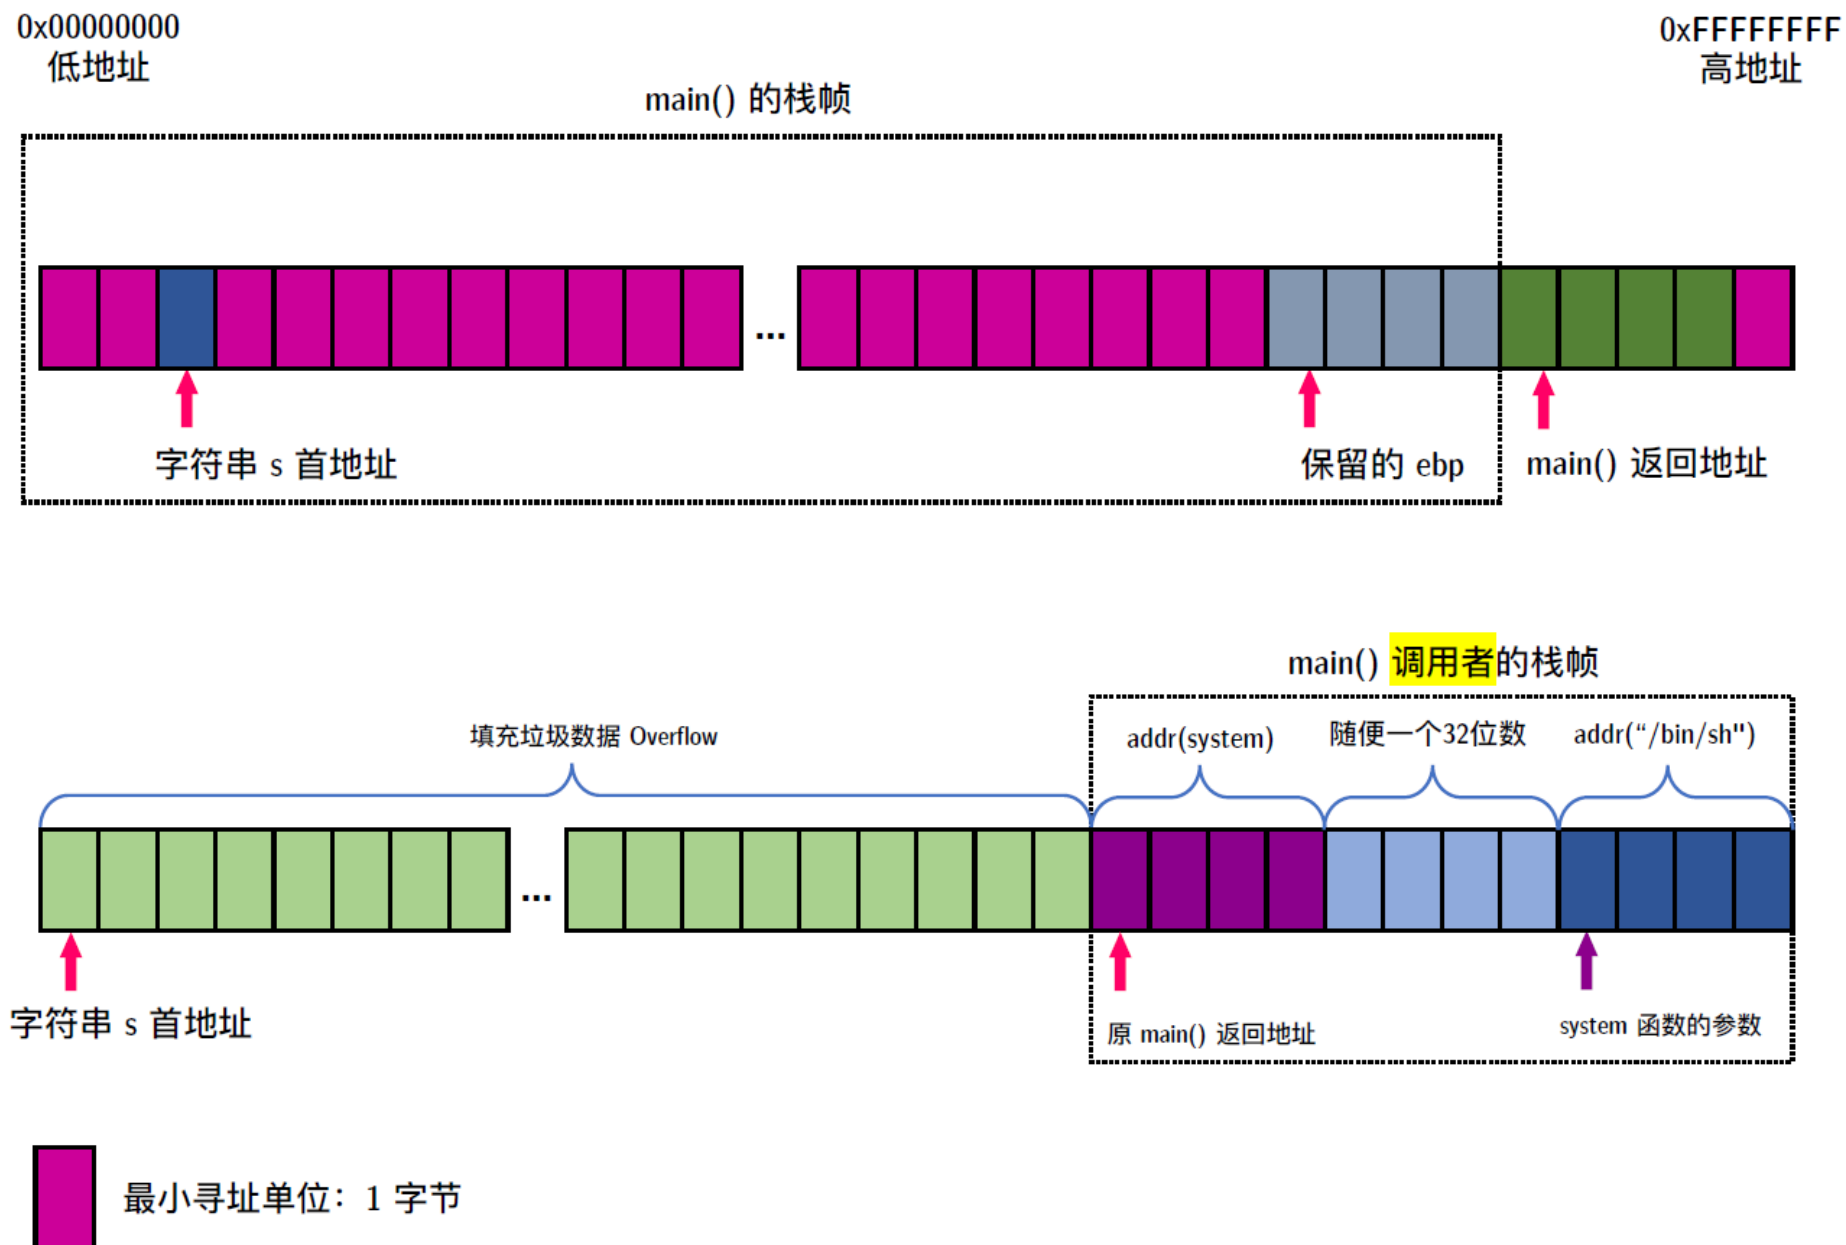 0x00000000
低地址
0xFFFFFFFF
高地址
main() 的栈帧
...
字符串 s 首地址
保留的 ebp
main() 返回地址
main() 调用者的栈帧
填充垃圾数据 Overflow
addr(system)
随便一个32位数
addr(“/bin/sh")
...
字符串 s 首地址
原 main() 返回地址
system 函数的参数
最小寻址单位：1 字节